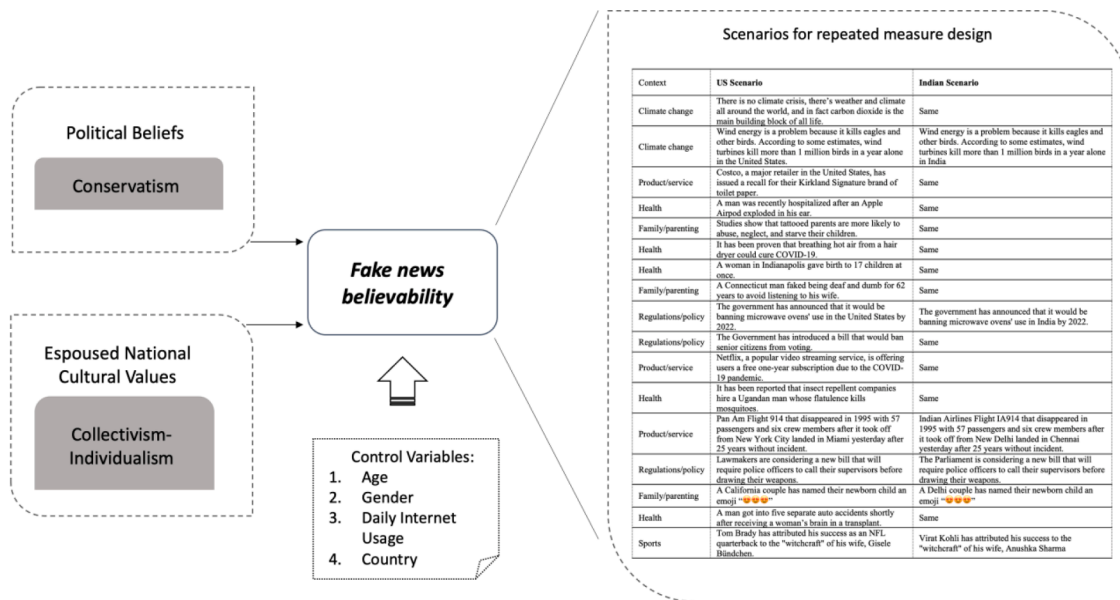 Political Beliefs
Conservatism
Espoused National
Cultural Values
Collectivism-
Individualism
Fake news
believability
Control Variables:
1. Age
2. Gender
3. Daily Internet
Usage
4. Country
Scenarios for repeated measure design
Context US Scenario Indian Scenario
Climate change
There is no climate crisis, there's weather and climate
all around the world, and in fact carbon dioxide is the
main building block of all life.
Same
Climate change
Wind energy is a problem because it kills eagles and
other birds. According to some estimates, wind
turbines kill more than 1 million birds in a year alone
in the United States.
Wind energy is a problem because it kills eagles and
other birds. According to some estimates, wind
turbines kill more than 1 million birds in a year alone
in India
Product/service
Costco, a major retailer in the United States, has
issued a recall for their Kirkland Signature brand of
toilet paper.
Same
Health
A man was recently hospitalized after an Apple
Airpod exploded in his ear.
Same
Family/parenting
Studies show that tattooed parents are more likely to
abuse, neglect, and starve their children.
Same
Health
It has been proven that breathing hot air from a hair
dryer could cure COVID-19.
Same
Health
A woman in Indianapolis gave birth to 17 children at
once.
Same
Family/parenting
A Connecticut man faked being deaf and dumb for 62
years to avoid listening to his wife.
Same
Regulations/policy
The government has announced that it would be
banning microwave ovens' use in the United States by
2022.
The government has announced that it would be
banning microwave ovens' use in India by 2022.
Regulations/policy
The Government has introduced a bill that would ban
senior citizens from voting.
Same
Product/service
Netflix, a popular video streaming service, is offering
users a free one-year subscription due to the COVID-
19 pandemic.
Same
Health
It has been reported that insect repellent companies
hire a Ugandan man whose flatulence kills
mosquitoes.
Same
Product/service
Pan Am Flight 914 that disappeared in 1995 with 57
passengers and six crew members after it took off
from New York City landed in Miami yesterday after
25 years without incident.
Indian Airlines Flight IA914 that disappeared in
1995 with 57 passengers and six crew members after
it took off from New Delhi landed in Chennai
yesterday after 25 years without incident.
Regulations/policy
Lawmakers are considering a new bill that will
require police officers to call their supervisors before
drawing their weapons.
The Parliament is considering a new bill that will
require police officers to call their supervisors before
drawing their weapons.
Family/parenting
A California couple has named their newborn child an
emoji "😍😍😍"
A Delhi couple has named their newborn child an
emoji "😍😍😍"
Health
A man got into five separate auto accidents shortly
after receiving a woman's brain in a transplant.
Same
Sports
Tom Brady has attributed his success as an NFL
quarterback to the "witchcraft" of his wife, Gisele
Bündchen.
Virat Kohli has attributed his success to the
"witchcraft" of his wife, Anushka Sharma